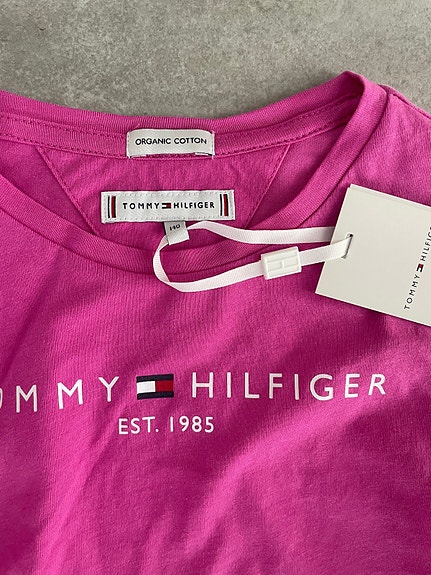 ORGANIC COTTON
TOMMY HILFIGER
140
TOMMY HILFIGER
OMMY HILFIGER
EST. 1985